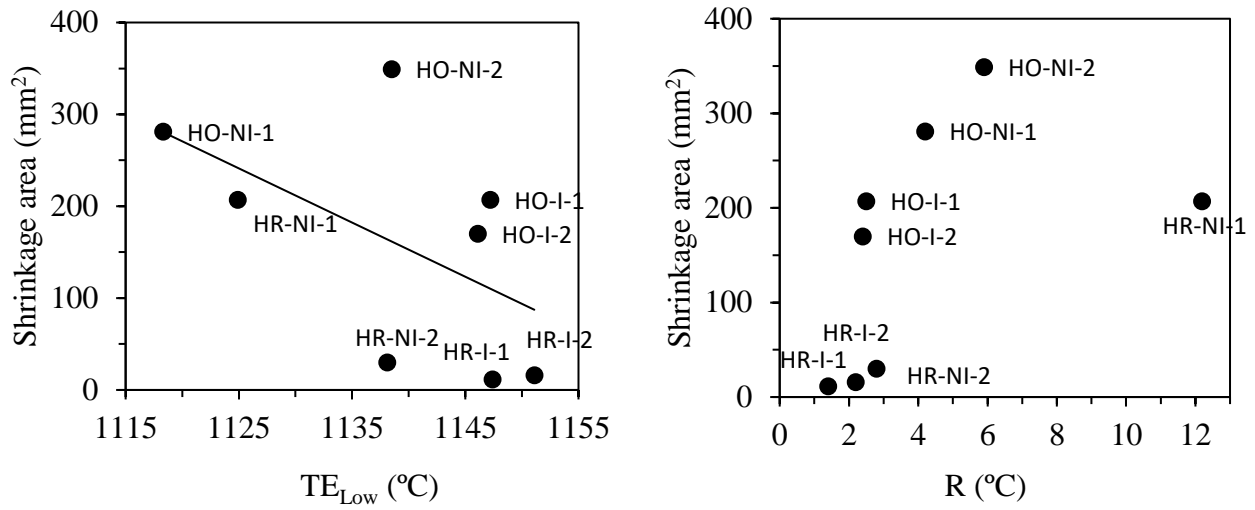 400
300
200
100
0
Shrinkage area (mm²)
HO-NI-2
HO-NI-1
HR-NI-1
HO-I-1
HO-I-2
HR-NI-2
HR-I-1
HR-I-2
1115
1125
1135
1145
1155
TE_Low (ºC)
400
300
200
100
0
Shrinkage area (mm²)
HO-NI-2
HO-NI-1
HO-I-1
HO-I-2
HR-NI-1
HR-I-2
HR-I-1
HR-NI-2
0
2
4
6
8
10
12
R (ºC)